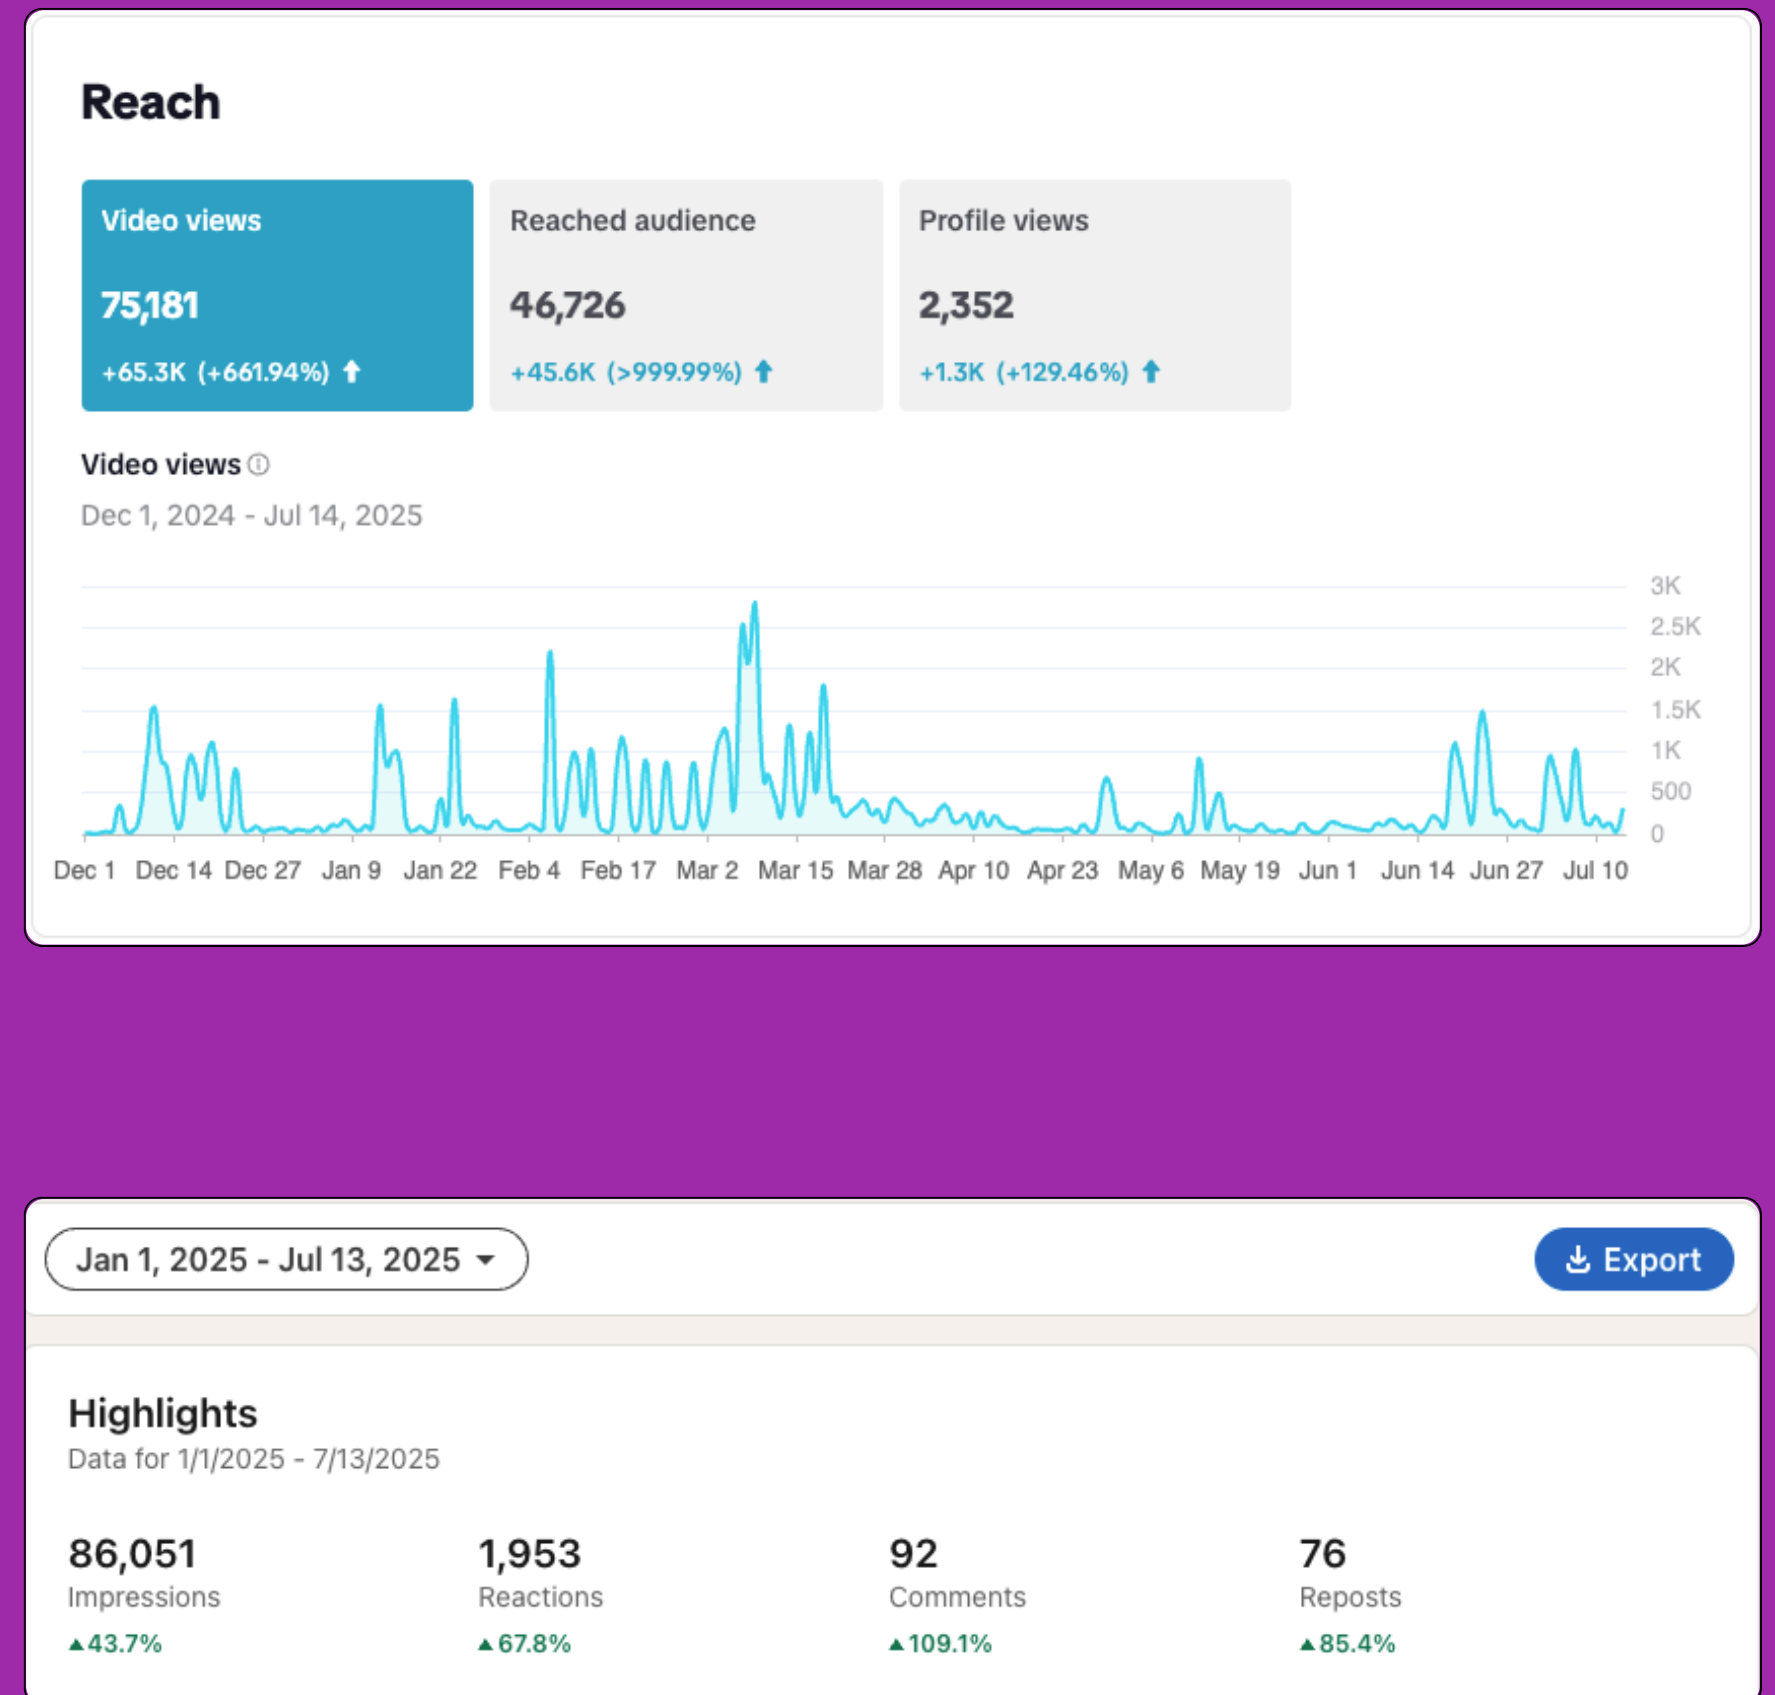 Reach
Video views
75,181
+65.3K (+661.94%)
Reached audience
46,726
+45.6K (>999.99%)
Profile views
2,352
+1.3K (+129.46%)
Video views
Dec 1, 2024 - Jul 14, 2025
3K
2.5K
2K
1.5K
1K
500
0
Dec 1 Dec 14 Dec 27 Jan 9 Jan 22 Feb 4 Feb 17 Mar 2 Mar 15 Mar 28 Apr 10 Apr 23 May 6 May 19 Jun 1 Jun 14 Jun 27 Jul 10
Jan 1, 2025 - Jul 13, 2025
Export
Highlights
Data for 1/1/2025 - 7/13/2025
86,051
Impressions
43.7%
1,953
Reactions
67.8%
92
Comments
109.1%
76
Reposts
85.4%